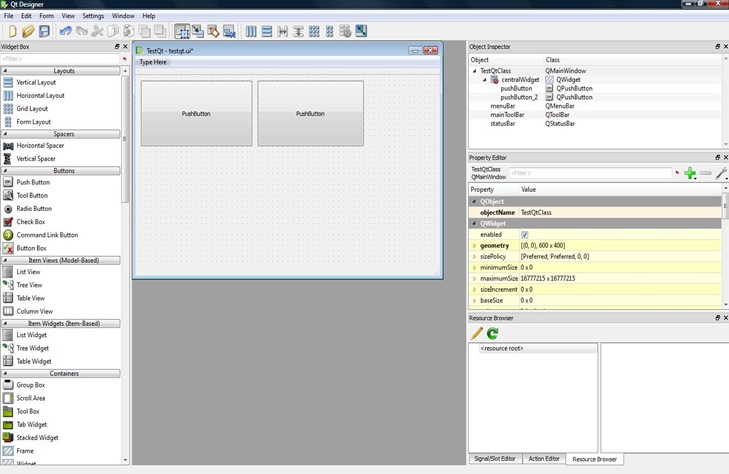 Qt Designer
File Edit Form View Settings Window Help
Widget Box
<Filter>
Layouts
Vertical Layout
Horizontal Layout
Grid Layout
Form Layout
Spacers
Horizontal Spacer
Vertical Spacer
Buttons
Push Button
Tool Button
Radio Button
Check Box
Command Link Button
Button Box
Item Views (Model-Based)
List View
Tree View
Table View
Column View
Item Widgets (Item-Based)
List Widget
Tree Widget
Table Widget
Containers
Group Box
Scroll Area
Tool Box
Tab Widget
Stacked Widget
Frame
Widget
TestQt - testqt.ui*
Type Here
PushButton PushButton
Object Inspector
Object Class
TestQtClass QMainWindow
centralWidget QWidget
pushButton QPushButton
pushButton_2 QPushButton
menuBar QMenuBar
mainToolBar QToolBar
statusBar QStatusBar
Property Editor
TestQtClass
QMainWindow
<Filter>
Property Value
QObject
objectName TestQtClass
QWidget
enabled
geometry [(0, 0), 600 x 400]
sizePolicy [Preferred, Preferred, 0, 0]
minimumSize 0 x 0
maximumSize 16777215 x 16777215
sizeIncrement 0 x 0
baseSize 0 x 0
Resource Browser
<resource root>
Signal/Slot Editor Action Editor Resource Browser